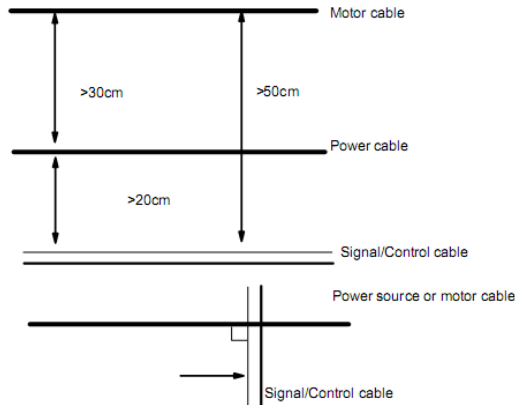 Motor cable
>30cm
>50cm
Power cable
>20cm
Signal/Control cable
Power source or motor cable
Signal/Control cable